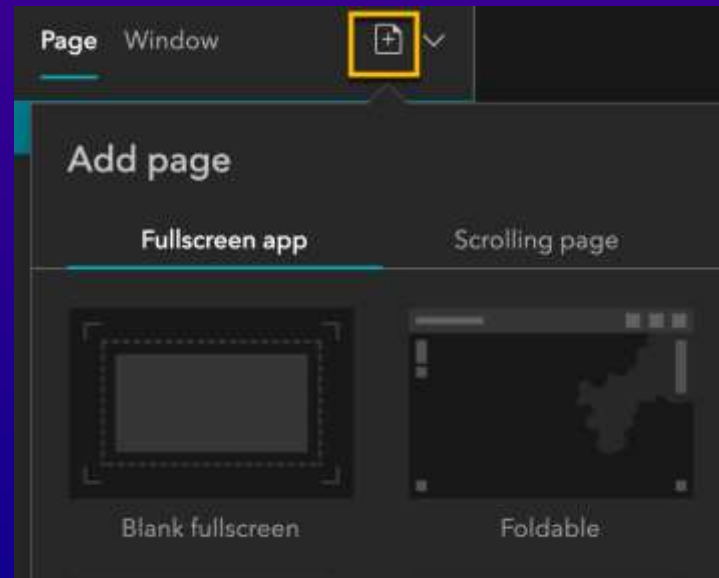 Page Window
Add page
Fullscreen app Scrolling page
Blank fullscreen Foldable